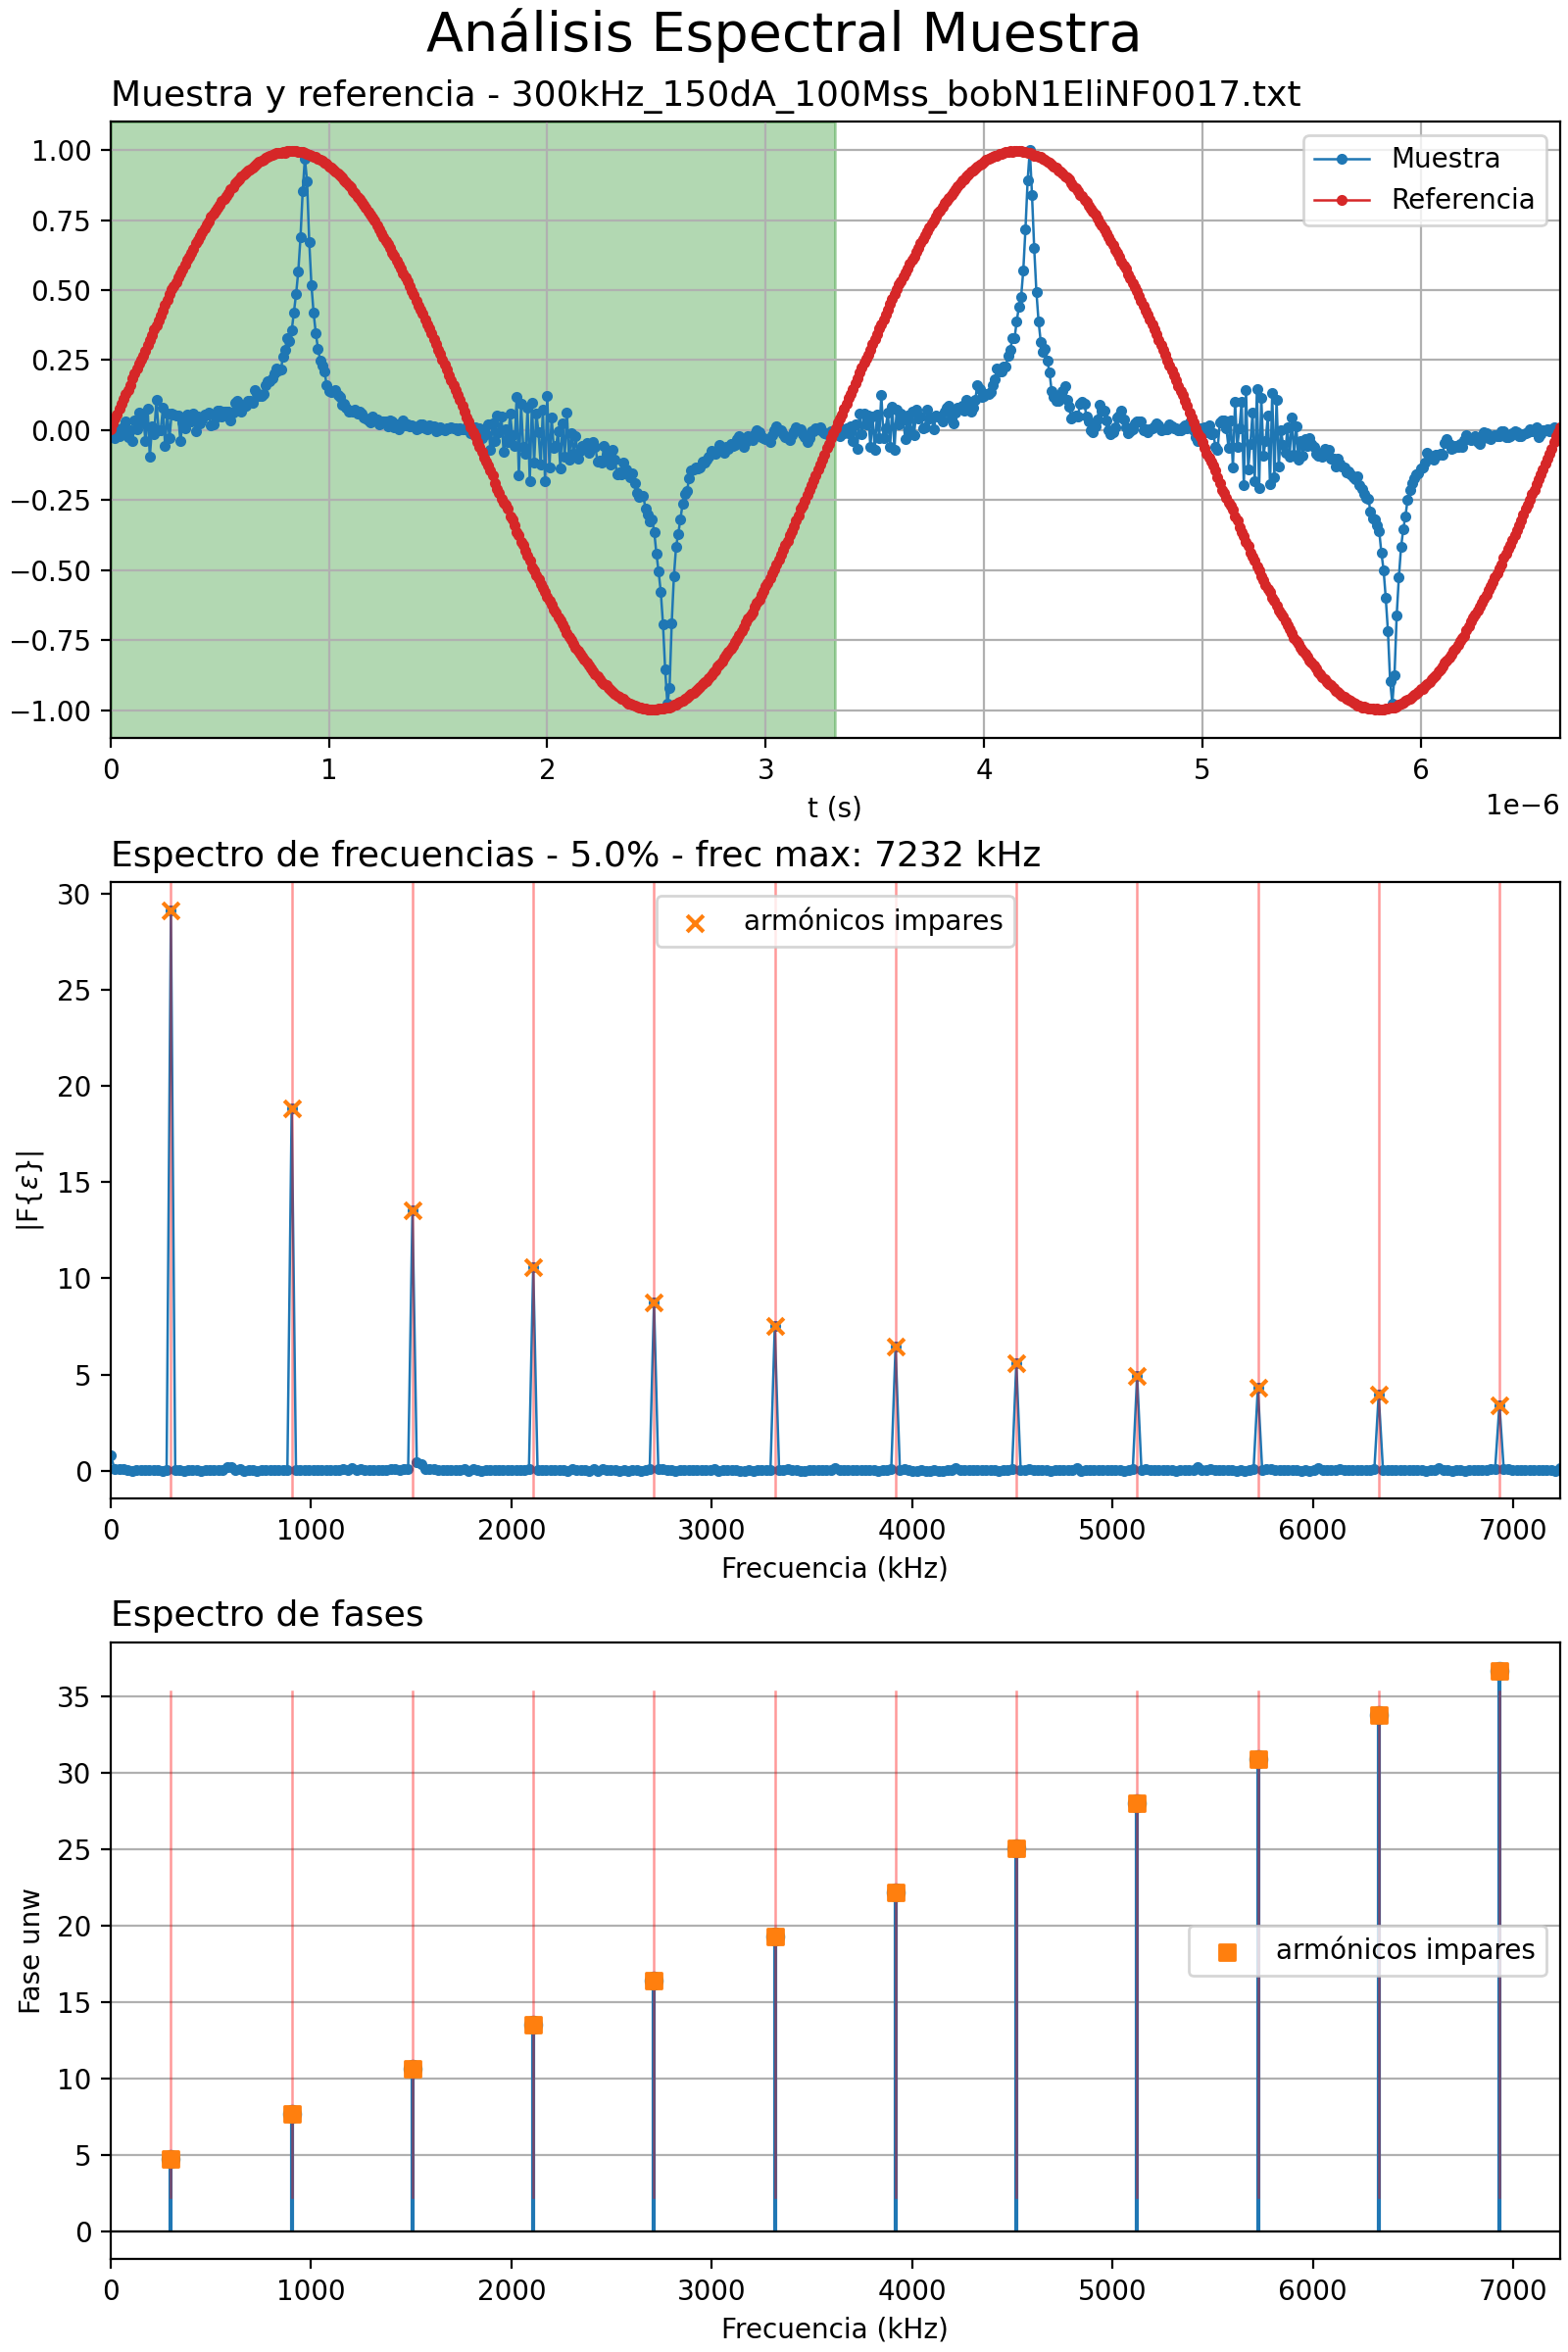 Análisis Espectral Muestra
Muestra y referencia - 300kHz_150dA_100Mss_bobN1EliNF0017.txt
1.00
0.75
0.50
0.25
0.00
−0.25
−0.50
−0.75
−1.00
Muestra
Referencia
0 1 2 3 4 5 6
t (s)
1e−6
Espectro de frecuencias - 5.0% - frec max: 7232 kHz
30
25
20
15
10
5
0
|F{ε}|
armónicos impares
0 1000 2000 3000 4000 5000 6000 7000
Frecuencia (kHz)
Espectro de fases
35
30
25
20
15
10
5
0
Fase unw
armónicos impares
0 1000 2000 3000 4000 5000 6000 7000
Frecuencia (kHz)